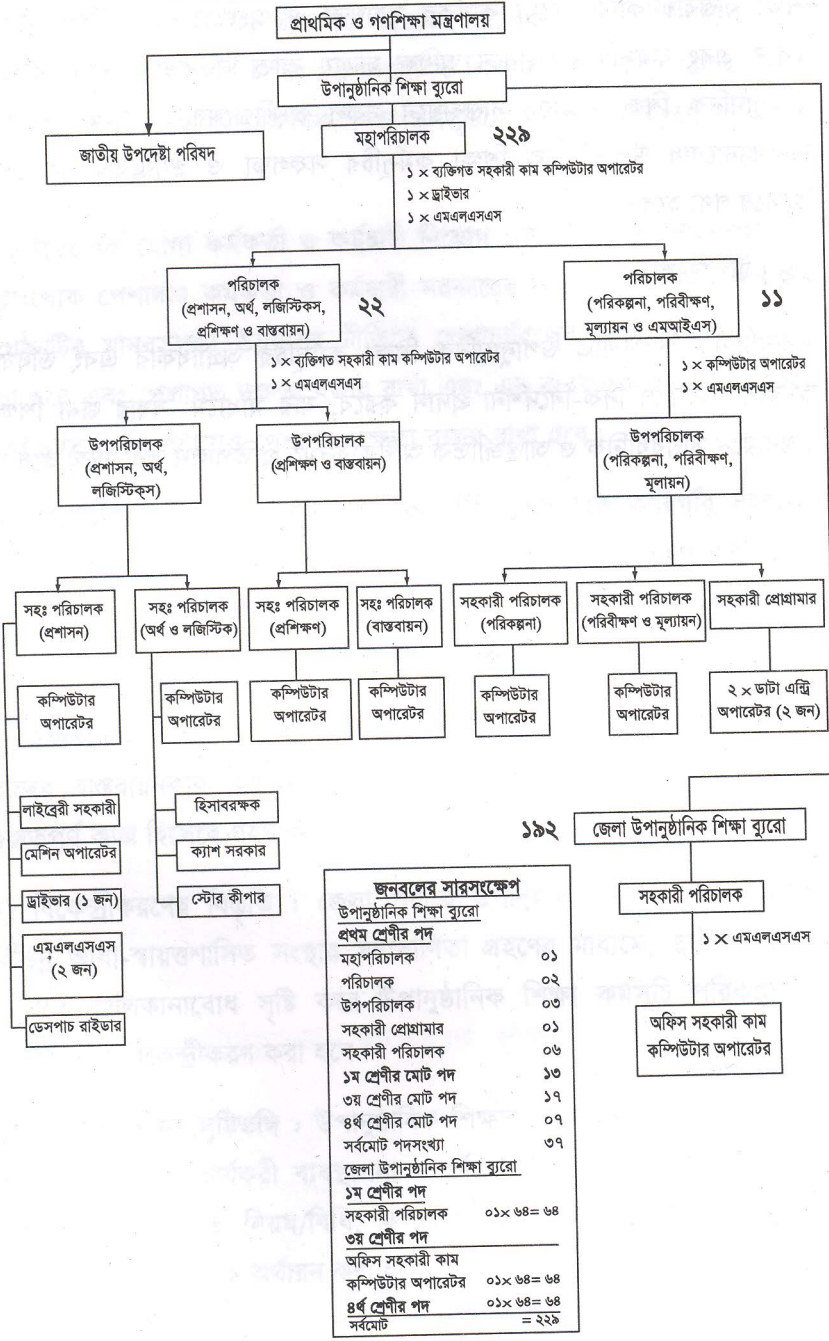 প্রাথমিক ও গণশিক্ষা মন্ত্রণালয়
উপানুষ্ঠানিক শিক্ষা ব্যুরো
জাতীয় উপদেষ্টা পরিষদ
মহাপরিচালক
২২৯
১ × ব্যক্তিগত সহকারী কাম কম্পিউটার অপারেটর
১ × ড্রাইভার
১ × এমএলএসএস
পরিচালক
(প্রশাসন, অর্থ, লজিস্টিকস,
প্রশিক্ষণ ও বাস্তবায়ন)
২২
১ × ব্যক্তিগত সহকারী কাম কম্পিউটার অপারেটর
১ × এমএলএসএস
পরিচালক
(পরিকল্পনা, পরিবীক্ষণ,
মূল্যায়ন ও এমআইএস)
১১
১ × কম্পিউটার অপারেটর
১ × এমএলএসএস
উপপরিচালক
(প্রশাসন, অর্থ,
লজিস্টিক্স)
উপপরিচালক
(প্রশিক্ষণ ও বাস্তবায়ন)
উপপরিচালক
(পরিকল্পনা, পরিবীক্ষণ,
মূলায়ন)
সহঃ পরিচালক
(প্রশাসন)
সহঃ পরিচালক
(অর্থ ও লজিস্টিক)
সহঃ পরিচালক
(প্রশিক্ষণ)
সহঃ পরিচালক
(বাস্তবায়ন)
সহকারী পরিচালক
(পরিকল্পনা)
সহকারী পরিচালক
(পরিবীক্ষণ ও মূল্যায়ন)
সহকারী প্রোগ্রামার
কম্পিউটার
অপারেটর
কম্পিউটার
অপারেটর
কম্পিউটার
অপারেটর
কম্পিউটার
অপারেটর
কম্পিউটার
অপারেটর
কম্পিউটার
অপারেটর
২ × ডাটা এন্ট্রি
অপারেটর (২ জন)
লাইব্রেরী সহকারী
মেশিন অপারেটর
ড্রাইভার (১ জন)
এমএলএসএস
(২ জন)
ডেসপাচ রাইডার
হিসাবরক্ষক
ক্যাশ সরকার
স্টোর কীপার
১৯২
জেলা উপানুষ্ঠানিক শিক্ষা ব্যুরো
সহকারী পরিচালক
১ × এমএলএসএস
অফিস সহকারী কাম
কম্পিউটার অপারেটর
জনবলের সারসংক্ষেপ
উপানুষ্ঠানিক শিক্ষা ব্যুরো
প্রথম শ্রেণীর পদ
মহাপরিচালক ০১
পরিচালক ০২
উপপরিচালক ০৩
সহকারী প্রোগ্রামার ০১
সহকারী পরিচালক ০৬
১ম শ্রেণীর মোট পদ ১৩
৩য় শ্রেণীর মোট পদ ১৭
৪র্থ শ্রেণীর মোট পদ ০৭
সর্বমোট পদসংখ্যা ৩৭
জেলা উপানুষ্ঠানিক শিক্ষা ব্যুরো
১ম শ্রেণীর পদ
সহকারী পরিচালক ০১× ৬৪= ৬৪
৩য় শ্রেণীর পদ
অফিস সহকারী কাম
কম্পিউটার অপারেটর ০১× ৬৪= ৬৪
৪র্থ শ্রেণীর পদ ০১× ৬৪= ৬৪
সর্বমোট = ২২৯